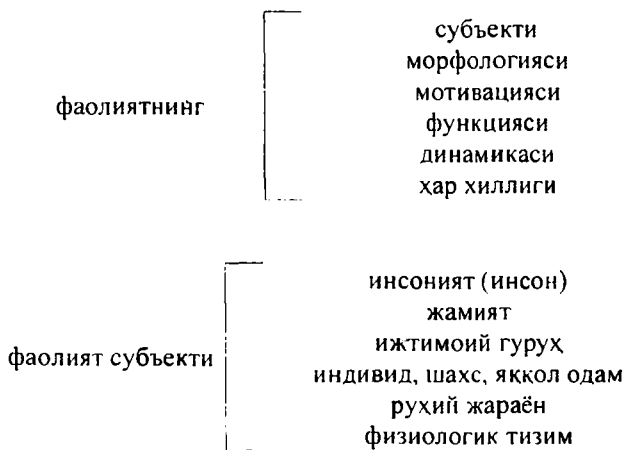 субъекти
морфологияси
мотивацияси
фаолиятнинг
функцияси
динамикаси
ҳар хиллиги
инсоният (инсон)
жамият
ижтимоий гуруҳ
фаолият субъекти
индивид, шахс, яққол одам
руҳий жараён
физиологик тизим